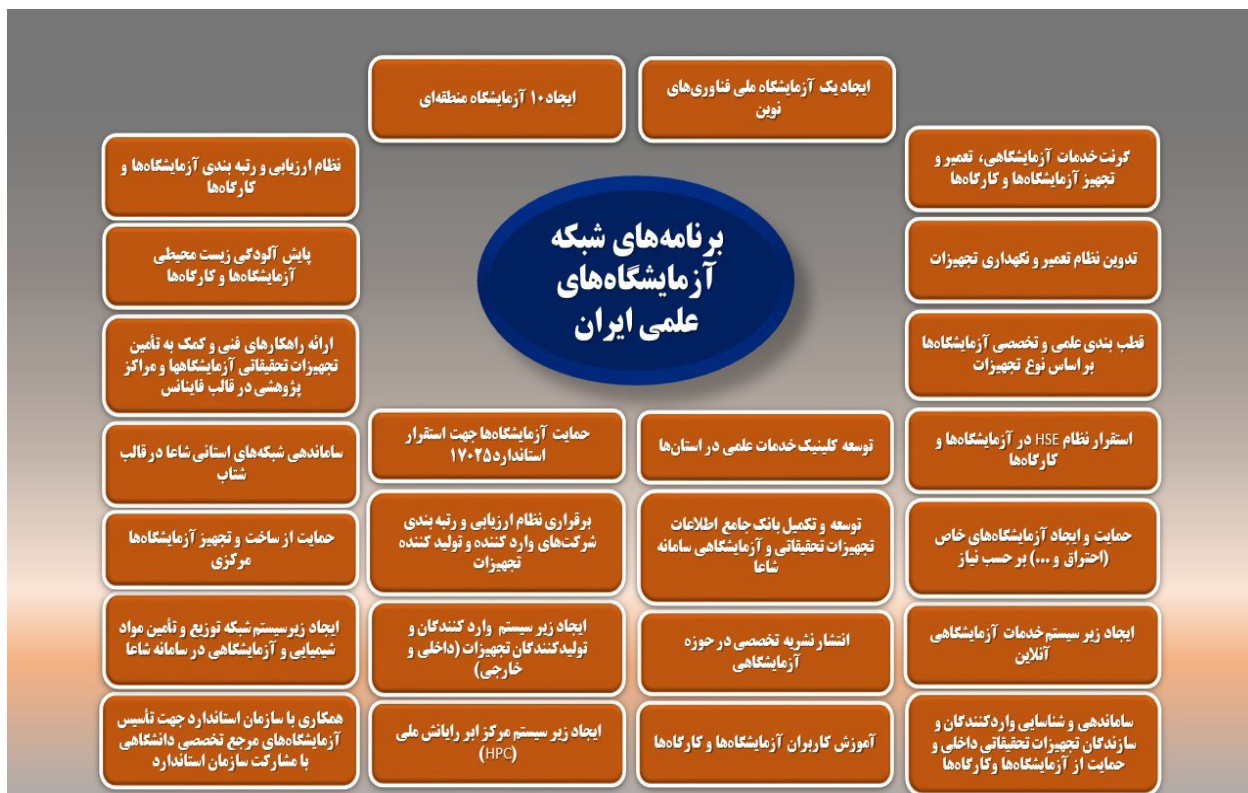 ایجاد یک آزمایشگاه ملی فناوری‌های
نوین
ایجاد۱۰ آزمایشگاه منطقه‌ای
برنامه‌های شبکه
آزمایشگاه‌های
علمی ایران
گرنت خدمات آزمایشگاهی، تعمیر و
تجهیز آزمایشگاه‌ها و کارگاه‌ها
تدوین نظام تعمیر و نگهداری تجهیزات
قطب بندی علمی و تخصصی آزمایشگاه‌ها
بر اساس نوع تجهیزات
استقرار نظام HSE در آزمایشگاه‌ها و
کارگاه‌ها
حمایت و ایجاد آزمایشگاه‌های خاص
(احتراق و ...) بر حسب نیاز
ایجاد زیر سیستم خدمات آزمایشگاهی
آنلاین
ساماندهی و شناسایی واردکنندگان و
سازندگان تجهیزات تحقیقاتی داخلی و
حمایت از آزمایشگاه‌ها وکارگاه‌ها
توسعه کلینیک خدمات علمی در استان‌ها
توسعه و تکمیل بانک جامع اطلاعات
تجهیزات تحقیقاتی و آزمایشگاهی سامانه
شاعا
انتشار نشریه تخصصی در حوزه
آزمایشگاهی
آموزش کاربران آزمایشگاه‌ها و کارگاه‌ها
حمایت آزمایشگاه‌ها جهت استقرار
استاندارد۱۷۰۲۵
برقراری نظام ارزیابی و رتبه بندی
شرکت‌های وارد کننده و تولید کننده
تجهیزات
ایجاد زیر سیستم وارد کنندگان و
تولیدکنندگان تجهیزات (داخلی و
خارجی)
ایجاد زیر سیستم مرکز ابر رایانش ملی
(HPC)
نظام ارزیابی و رتبه بندی آزمایشگاه‌ها و
کارگاه‌ها
پایش آلودگی زیست محیطی
آزمایشگاه‌ها و کارگاه‌ها
ارائه راهکارهای فنی و کمک به تأمین
تجهیزات تحقیقاتی آزمایشگاهها و مراکز
پژوهشی در قالب فاینانس
ساماندهی شبکه‌های استانی شاعا در قالب
شتاب
حمایت از ساخت و تجهیز آزمایشگاه‌ها
مرکزی
ایجاد زیرسیستم شبکه توزیع و تأمین مواد
شیمیایی و آزمایشگاهی در سامانه شاعا
همکاری با سازمان استاندارد جهت تأسیس
آزمایشگاه‌های مرجع تخصصی دانشگاهی
با مشارکت سازمان استاندارد